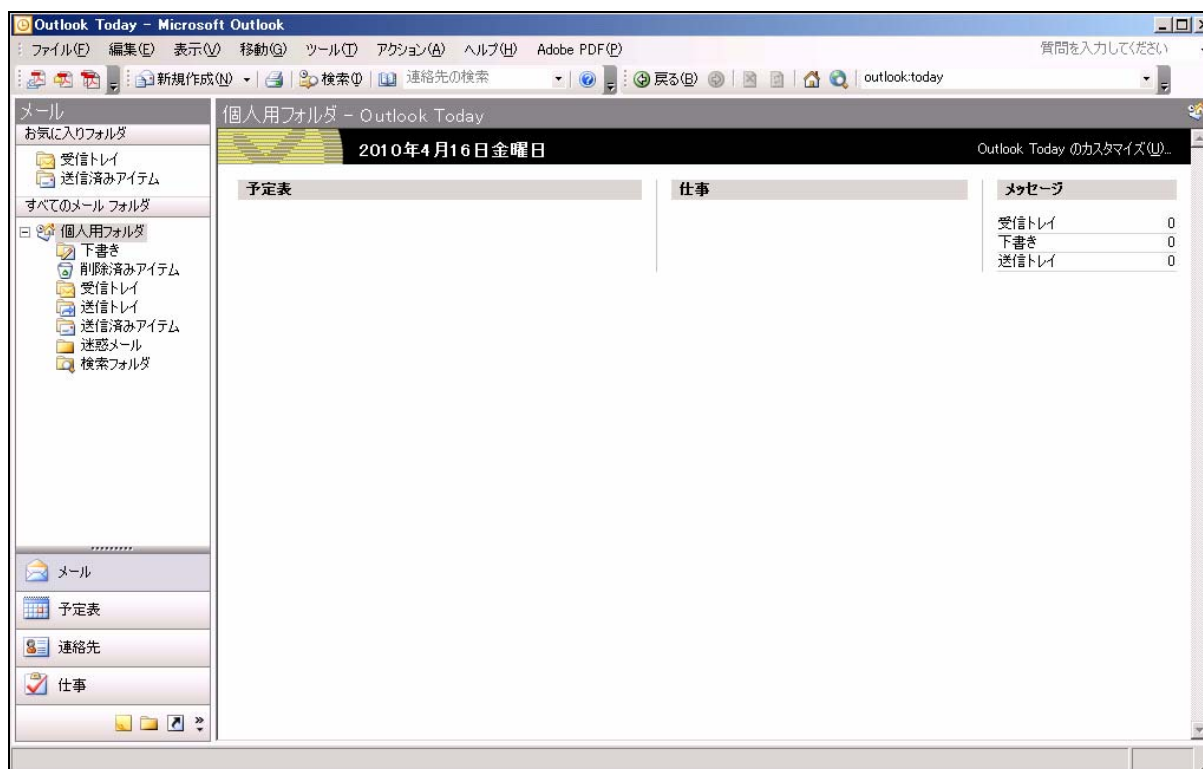 Outlook Today - Microsoft Outlook
ファイル(F) 編集(E) 表示(V) 移動(G) ツール(T) アクション(A) ヘルプ(H) Adobe PDF(P) 質問を入力してください
新規作成(N) 検索(I) 連絡先の検索 戻る(B) outlook:today
メール
お気に入りフォルダ
受信トレイ
送信済みアイテム
すべてのメール フォルダ
個人用フォルダ
下書き
削除済みアイテム
受信トレイ
送信トレイ
送信済みアイテム
迷惑メール
検索フォルダ
メール
予定表
連絡先
仕事
個人用フォルダ - Outlook Today
2010年4月16日金曜日 Outlook Today のカスタマイズ(U)...
予定表 仕事 メッセージ
受信トレイ 0
下書き 0
送信トレイ 0